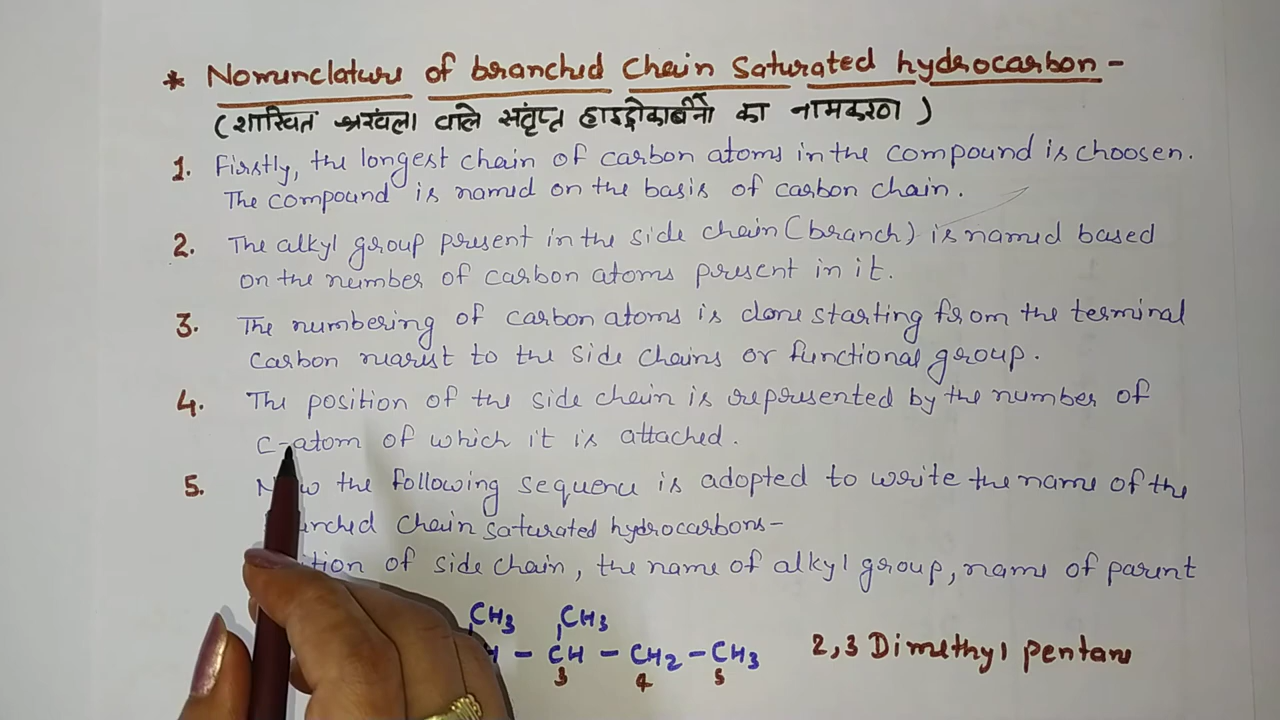 * Nomenclature of branched chain saturated hydrocarbon -
(शाखित श्रृंखला वाले संतृप्त हाइड्रोकार्बनो का नामकरण)
1. Firstly, the longest chain of carbon atoms in the compound is choosen.
The compound is named on the basis of carbon chain.
2. The alkyl group present in the side chain (branch) is named based
on the number of carbon atoms present in it.
3. The numbering of carbon atoms is done starting from the terminal
carbon nearest to the side chains or functional group.
4. The position of the side chain is represented by the number of
C-atom of which it is attached.
5. Now the following sequence is adopted to write the name of the
chain saturated hydrocarbons-
of side chain, the name of alkyl group, name of parent
CH3 CH3
- CH - CH2 - CH3 2,3 Dimethyl pentane
3 4 5